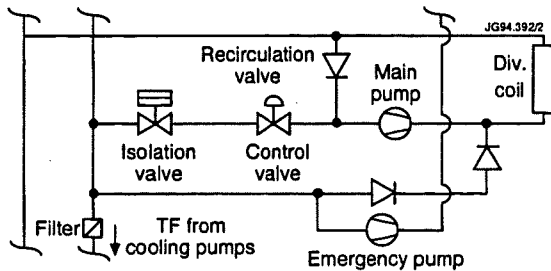 JG94.392/2
Recirculation
valve
Main
pump
Div.
coil
Isolation
valve
Control
valve
Filter
TF from
cooling pumps
Emergency pump